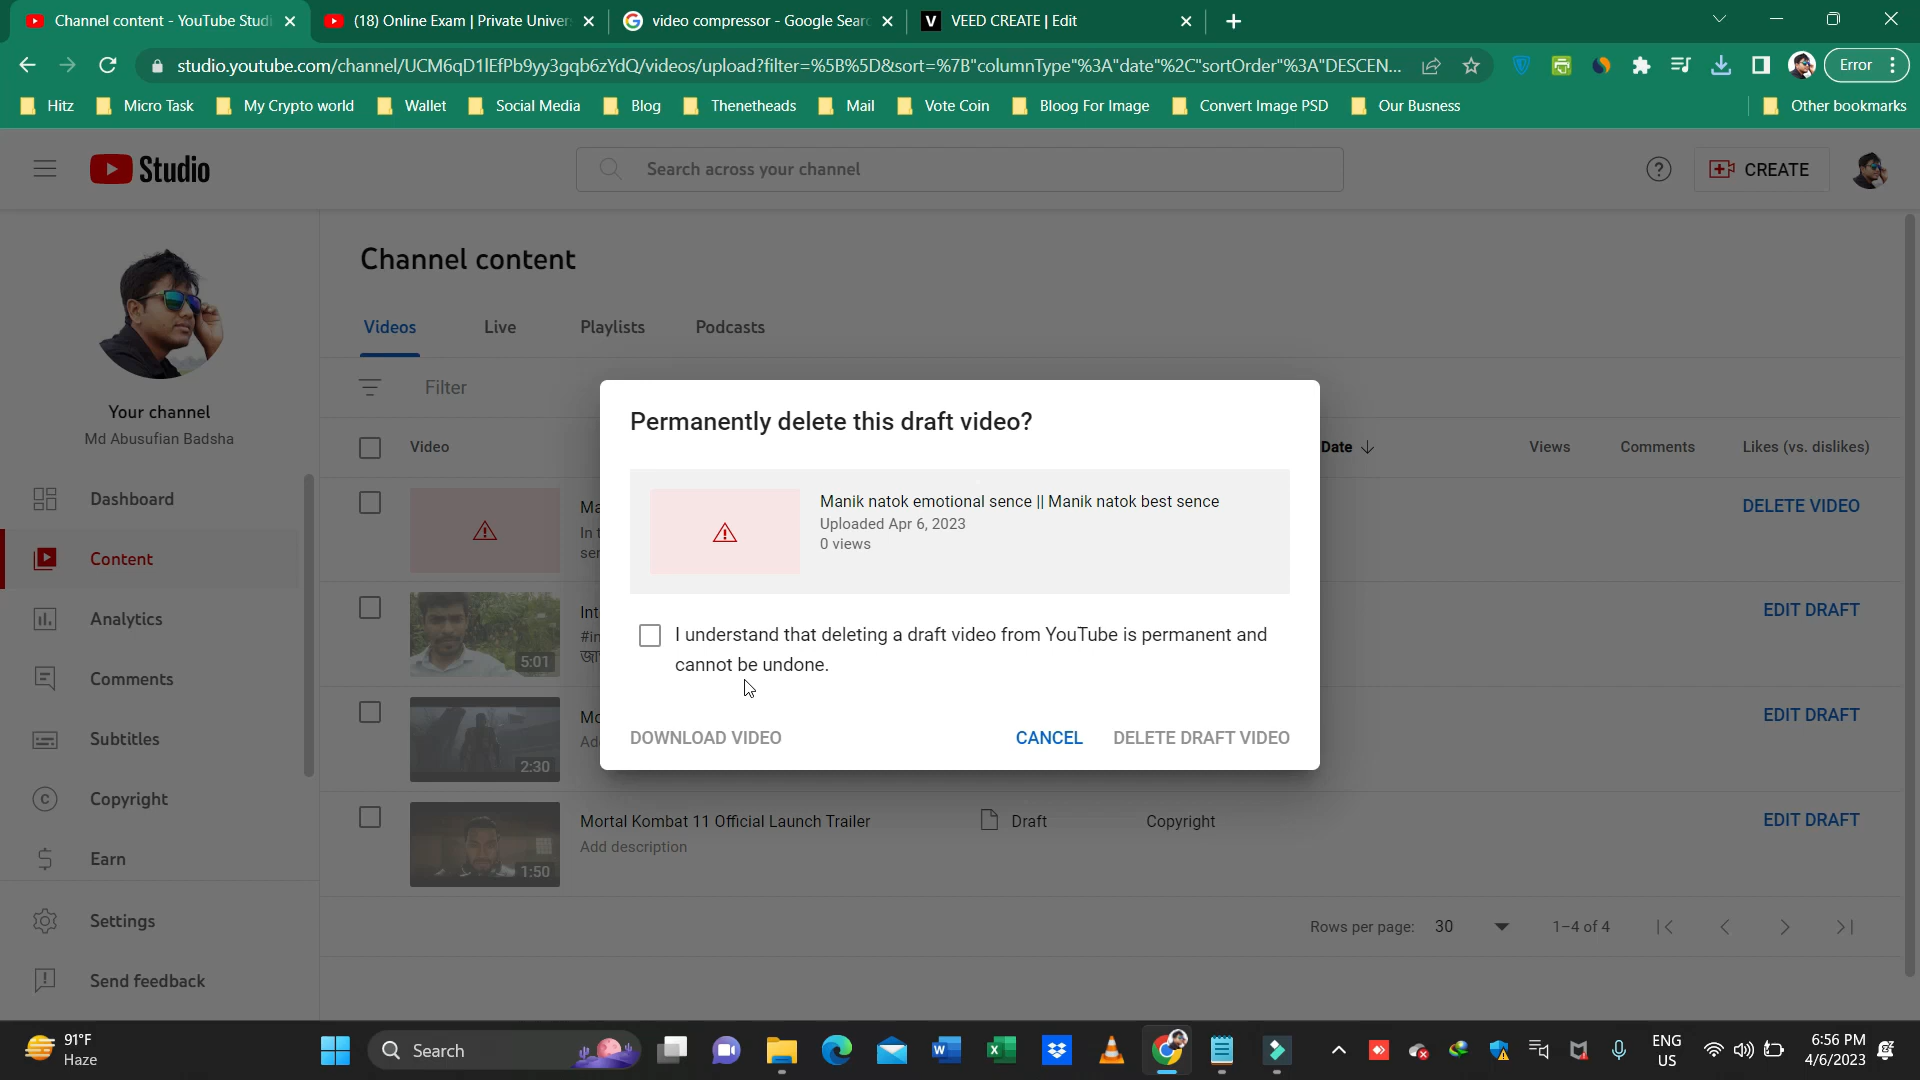 Channel content - YouTube Studi
(18) Online Exam | Private Univers
video compressor - Google Sear
VEED CREATE | Edit
studio.youtube.com/channel/UCM6qD1lEfPb9yy3gqb6zYdQ/videos/upload?filter=%5B%5D&sort=%7B"columnType"%3A"date"%2C"sortOrder"%3A"DESCEN...
Error
Hitz
Micro Task
My Crypto world
Wallet
Social Media
Blog
Thenetheads
Mail
Vote Coin
Bloog For Image
Convert Image PSD
Our Busness
Other bookmarks
Studio
Search across your channel
CREATE
Your channel
Md Abusufian Badsha
Dashboard
Content
Analytics
Comments
Subtitles
Copyright
Earn
Settings
Send feedback
Channel content
Videos
Live
Playlists
Podcasts
Filter
Video
Date
Views
Comments
Likes (vs. dislikes)
Ma
In t
ser
DELETE VIDEO
5:01
Int
#in
EDIT DRAFT
2:30
Mo
Add
EDIT DRAFT
1:50
Mortal Kombat 11 Official Launch Trailer
Add description
Draft
Copyright
EDIT DRAFT
Rows per page:
30
1–4 of 4
Permanently delete this draft video?
Manik natok emotional sence || Manik natok best sence
Uploaded Apr 6, 2023
0 views
I understand that deleting a draft video from YouTube is permanent and
cannot be undone.
DOWNLOAD VIDEO
CANCEL
DELETE DRAFT VIDEO
91°F
Haze
Search
ENG
US
6:56 PM
4/6/2023